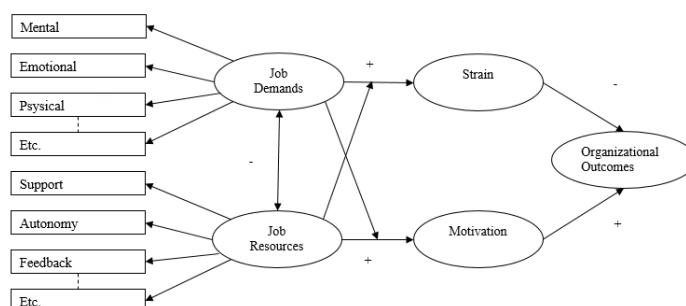 Mental
Emotional
Psysical
Etc.
Support
Autonomy
Feedback
Etc.
Job
Demands
Job
Resources
+
-
+
Strain
Motivation
-
+
Organizational
Outcomes